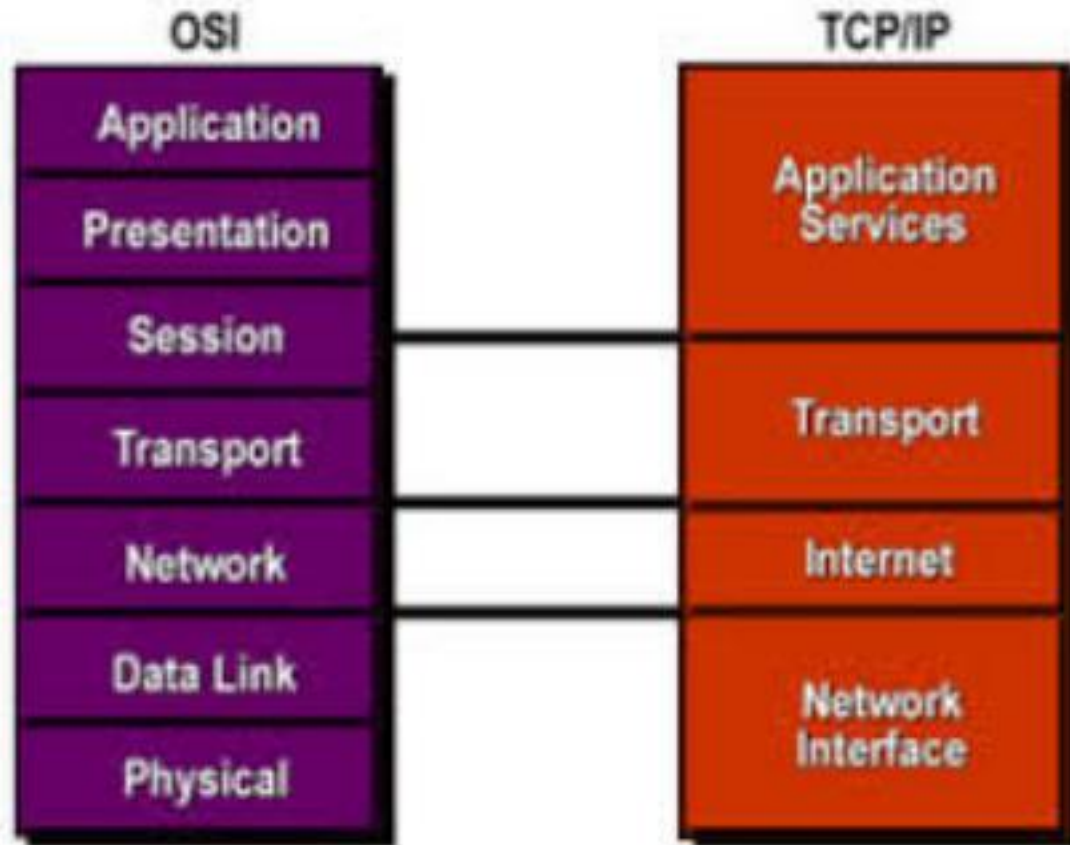 OSI
Application
Presentation
Session
Transport
Network
Data Link
Physical
TCP/IP
Application
Services
Transport
Internet
Network
Interface